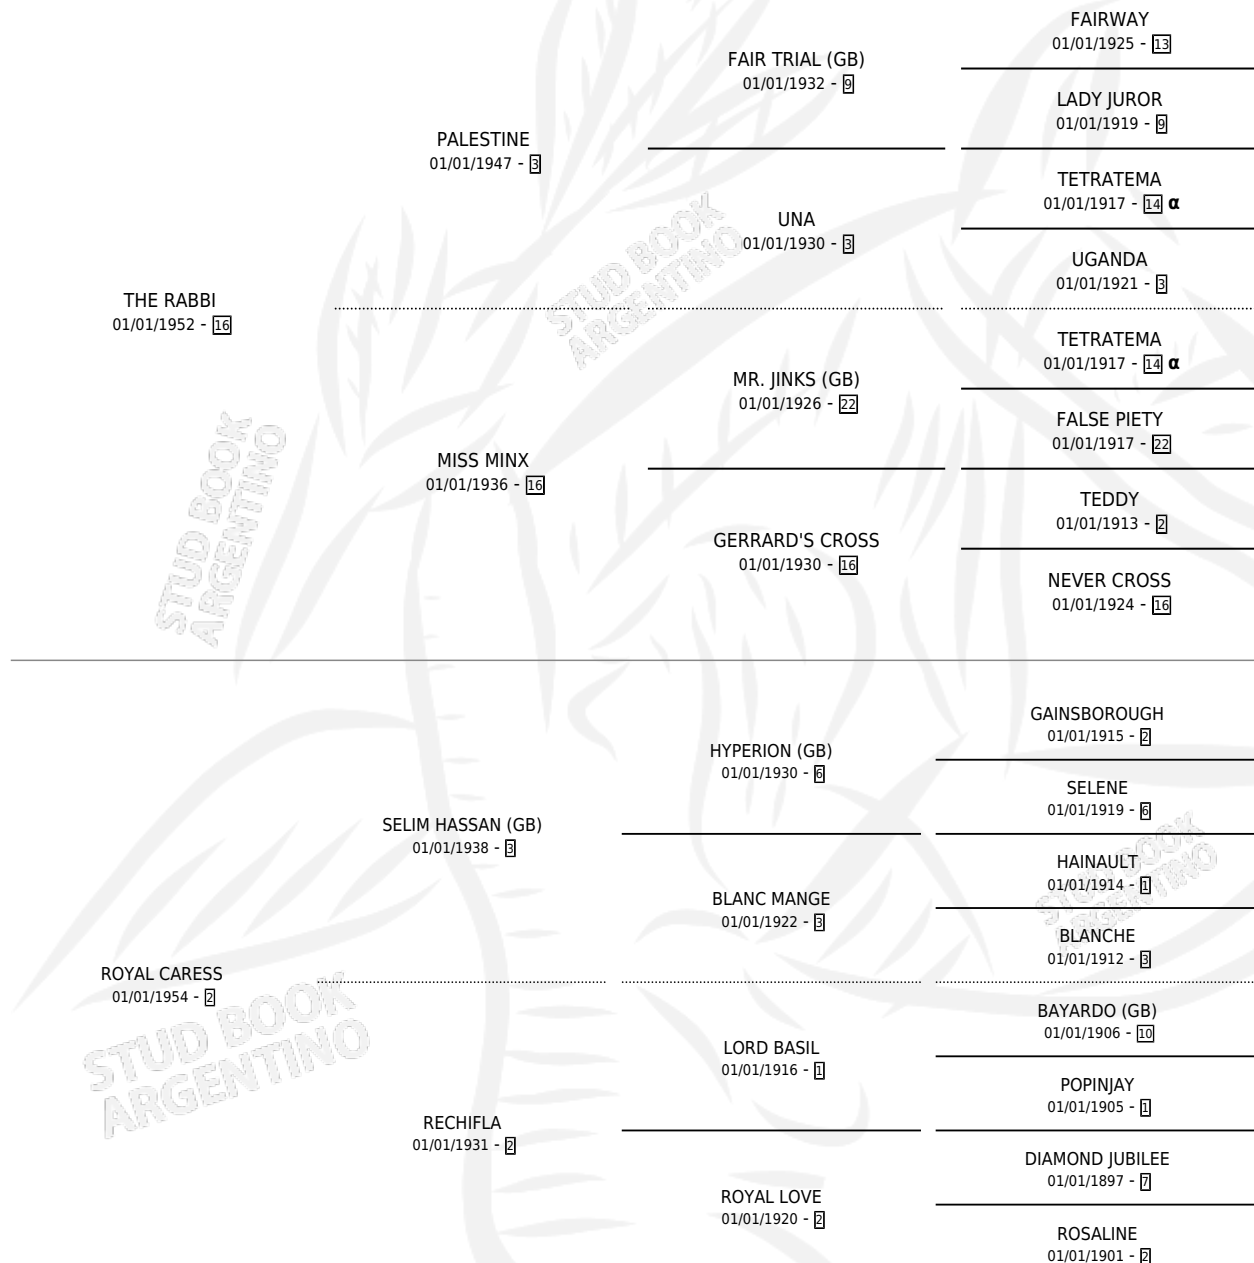 FAIRWAY
01/01/1925 - 13
FAIR TRIAL (GB)
01/01/1932 - 9
LADY JUROR
01/01/1919 - 9
PALESTINE
01/01/1947 - 3
TETRATEMA
01/01/1917 - 14 α
UNA
01/01/1930 - 3
UGANDA
01/01/1921 - 3
THE RABBI
01/01/1952 - 16
TETRATEMA
01/01/1917 - 14 α
MR. JINKS (GB)
01/01/1926 - 22
FALSE PIETY
01/01/1917 - 22
MISS MINX
01/01/1936 - 16
TEDDY
01/01/1913 - 2
GERRARD'S CROSS
01/01/1930 - 16
NEVER CROSS
01/01/1924 - 16
GAINSBOROUGH
01/01/1915 - 2
HYPERION (GB)
01/01/1930 - 6
SELENE
01/01/1919 - 6
SELIM HASSAN (GB)
01/01/1938 - 3
HAINAULT
01/01/1914 - 1
BLANC MANGE
01/01/1922 - 3
BLANCHE
01/01/1912 - 3
ROYAL CARESS
01/01/1954 - 2
BAYARDO (GB)
01/01/1906 - 10
LORD BASIL
01/01/1916 - 1
POPINJAY
01/01/1905 - 1
RECHIFLA
01/01/1931 - 2
DIAMOND JUBILEE
01/01/1897 - 7
ROYAL LOVE
01/01/1920 - 2
ROSALINE
01/01/1901 - 2
STUD BOOK
ARGENTINO
STUD BOOK
ARGENTINO
STUD BOOK
ARGENTINO
STUD BOOK
ARGENTINO